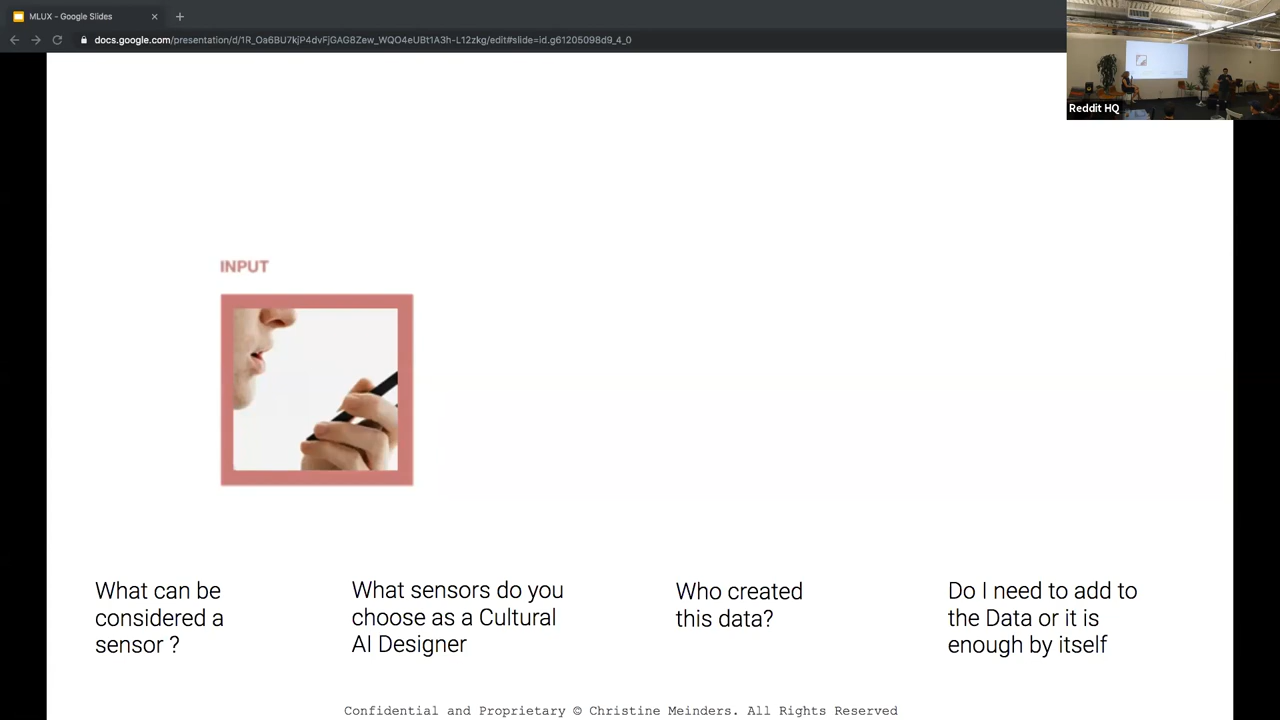 MLUX - Google Slides
docs.google.com/presentation/d/1R_Oa6BU7kjP4dvFjGAG8Zew_WQO4eUBt1A3h-L12zkg/edit#slide=id.g61205098d9_4_0
Reddit HQ
INPUT
What can be
considered a
sensor ?
What sensors do you
choose as a Cultural
AI Designer
Who created
this data?
Do I need to add to
the Data or it is
enough by itself
Confidential and Proprietary © Christine Meinders. All Rights Reserved